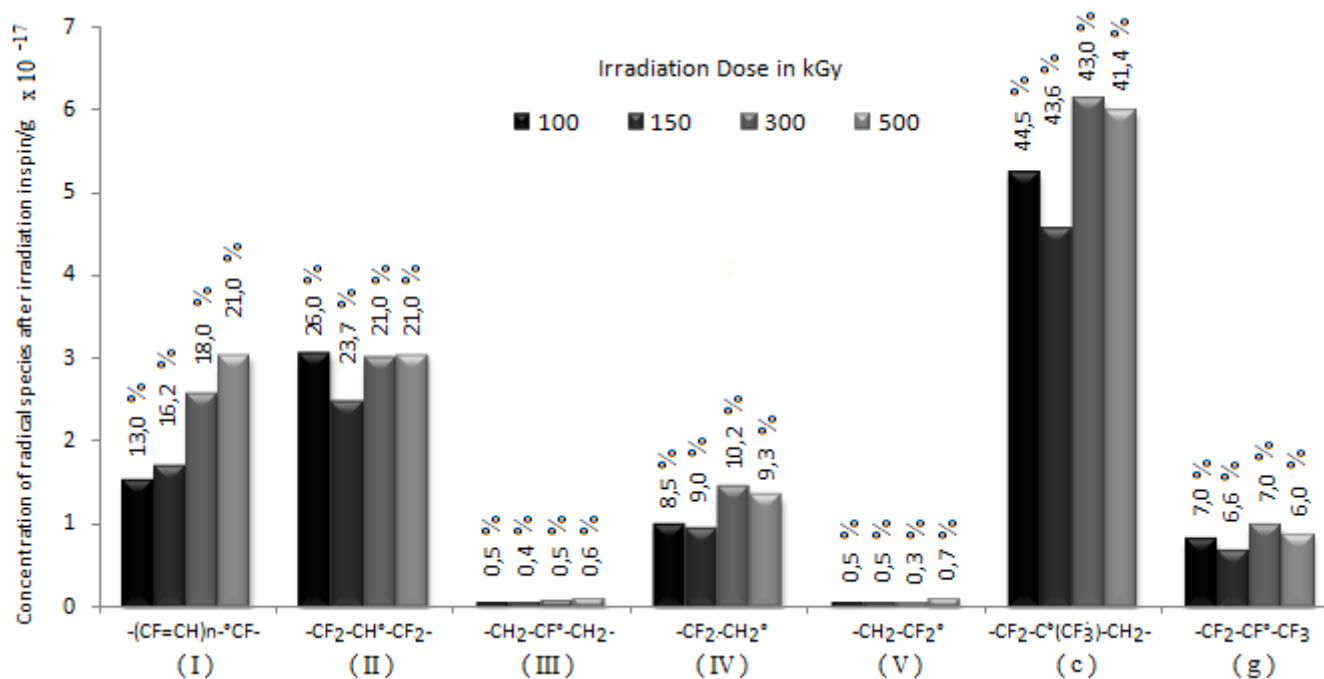 Concentration of radical species after irradiation inspin/g x 10 -17
7
6
5
4
3
2
1
0
Irradiation Dose in kGy
100 150 300 500
13,0 % 16,2 % 18,0 % 21,0 %
26,0 % 23,7 % 21,0 % 21,0 %
0,5 % 0,4 % 0,5 % 0,6 %
8,5 % 9,0 % 10,2 % 9,3 %
0,5 % 0,5 % 0,3 % 0,7 %
44,5 % 43,6 % 43,0 % 41,4 %
7,0 % 6,6 % 7,0 % 6,0 %
-(CF=CH)n-°CF- -CF₂-CH°-CF₂- -CH₂-CF°-CH₂- -CF₂-CH₂° -CH₂-CF₂° -CF₂-C°(CF₃)-CH₂- -CF₂-CF°-CF₃
( I ) ( II ) ( III ) ( IV ) ( V ) ( c ) ( g )